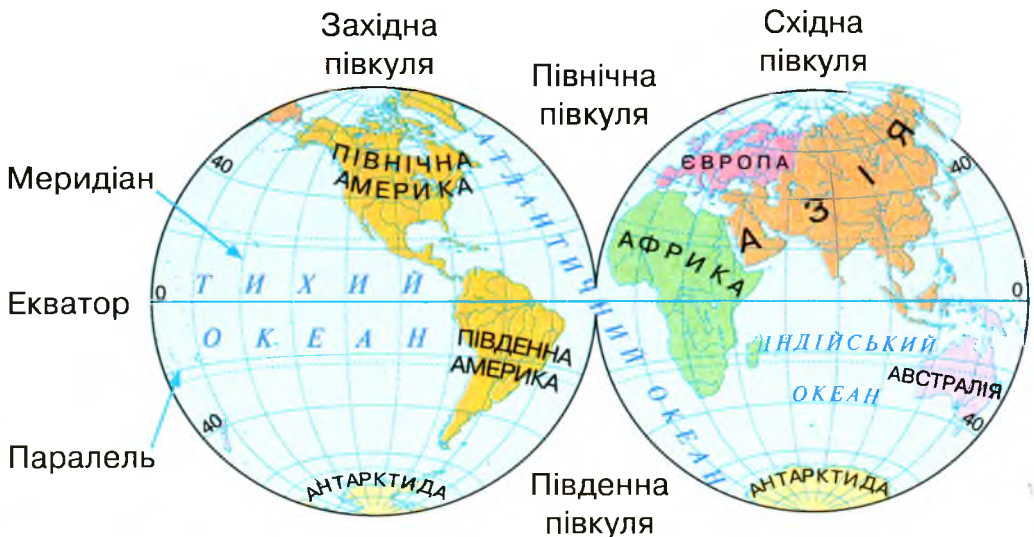 Західна
півкуля
Північна
півкуля
Східна
півкуля
Меридіан
Екватор
Паралель
Південна
півкуля
40
ПІВНІЧНА
АМЕРИКА
АТЛАНТИЧНИЙ ОКЕАН
ТИХИЙ
ОКЕАН
0
ПІВДЕННА
АМЕРИКА
40
АНТАРКТИДА
ЄВРОПА
АЗІЯ
40
АФРИКА
0
ІНДІЙСЬКИЙ
ОКЕАН
АВСТРАЛІЯ
40
АНТАРКТИДА